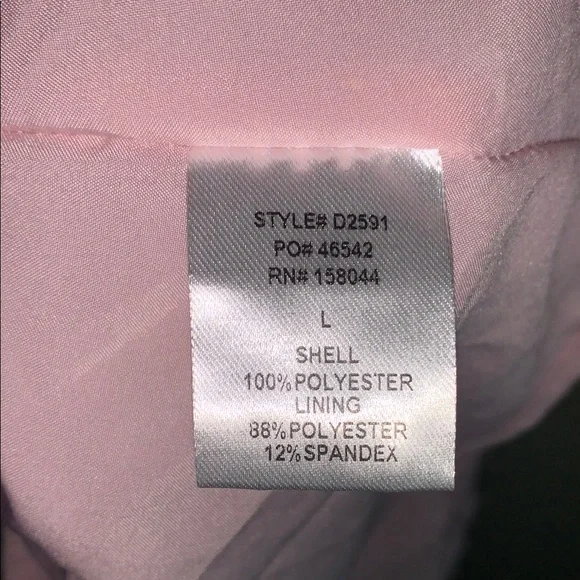 STYLE# D2591
PO# 46542
RN# 158044
L
SHELL
100%POLYESTER
LINING
88%POLYESTER
12%SPANDEX